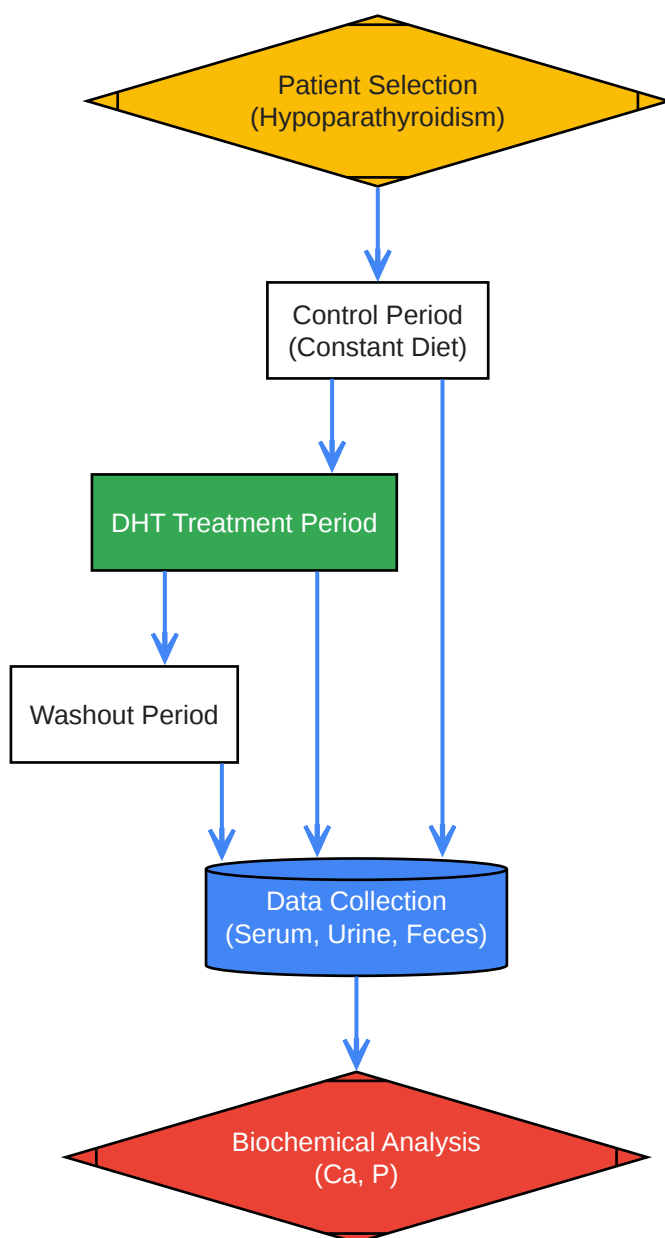 Patient Selection
(Hypoparathyroidism)
Control Period
(Constant Diet)
DHT Treatment Period
Washout Period
Data Collection
(Serum, Urine, Feces)
Biochemical Analysis
(Ca, P)